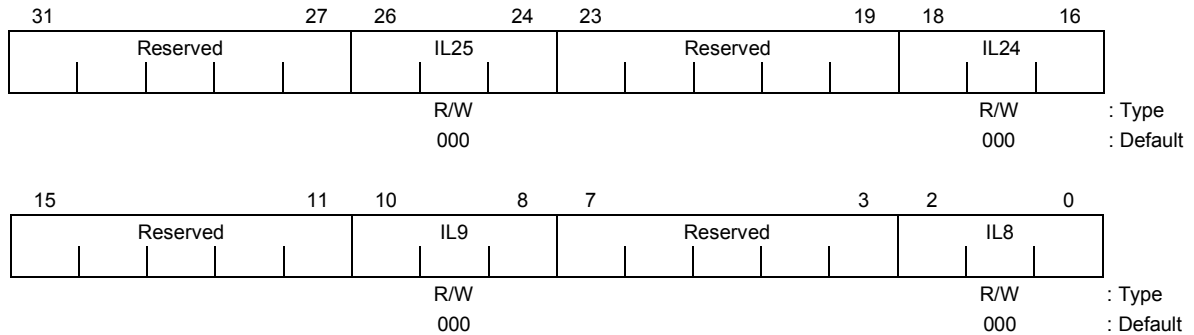 31 27 26 24 23 19 18 16
Reserved IL25 Reserved IL24
R/W R/W : Type
000 000 : Default
15 11 10 8 7 3 2 0
Reserved IL9 Reserved IL8
R/W R/W : Type
000 000 : Default